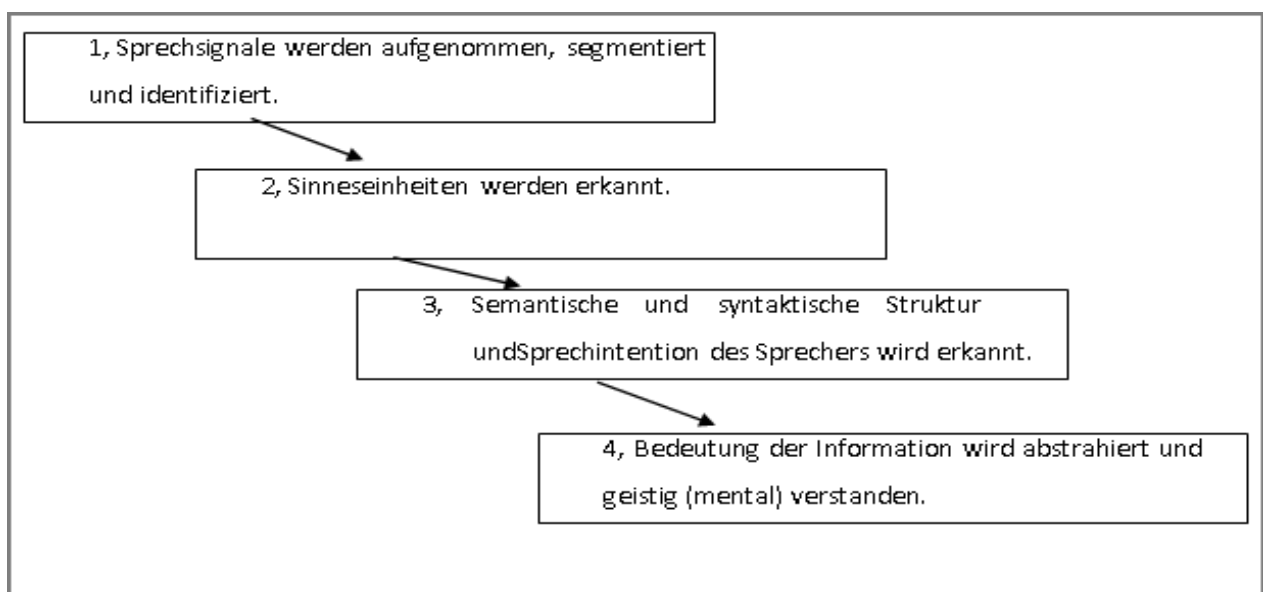 1, Sprechsignale werden aufgenommen, segmentiert
und identifiziert.
2, Sinneseinheiten werden erkannt.
3, Semantische und syntaktische Struktur
undSprechintention des Sprechers wird erkannt.
4, Bedeutung der Information wird abstrahiert und
geistig (mental) verstanden.